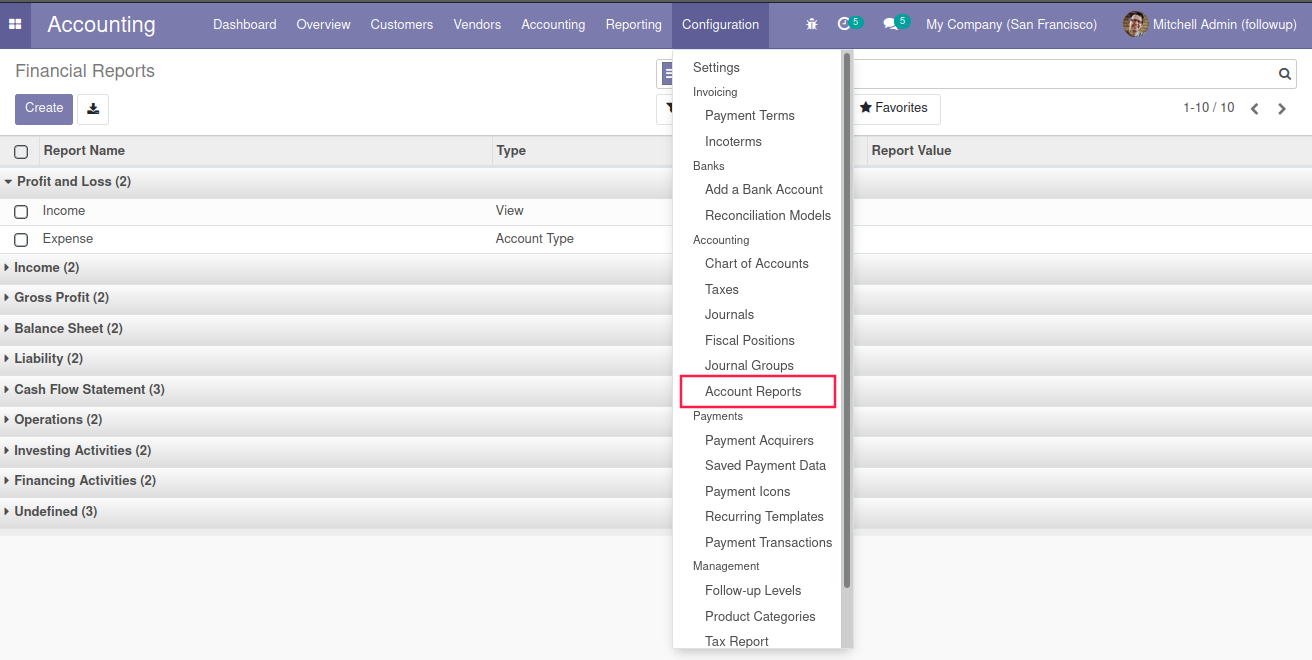 Accounting Dashboard Overview Customers Vendors Accounting Reporting Configuration 5 5 My Company (San Francisco) Mitchell Admin (followup)
Financial Reports
Create
Favorites
1-10 / 10
Report Name Type Report Value
Profit and Loss (2)
Income View
Expense Account Type
Income (2)
Gross Profit (2)
Balance Sheet (2)
Liability (2)
Cash Flow Statement (3)
Operations (2)
Investing Activities (2)
Financing Activities (2)
Undefined (3)
Settings
Invoicing
Payment Terms
Incoterms
Banks
Add a Bank Account
Reconciliation Models
Accounting
Chart of Accounts
Taxes
Journals
Fiscal Positions
Journal Groups
Account Reports
Payments
Payment Acquirers
Saved Payment Data
Payment Icons
Recurring Templates
Payment Transactions
Management
Follow-up Levels
Product Categories
Tax Report